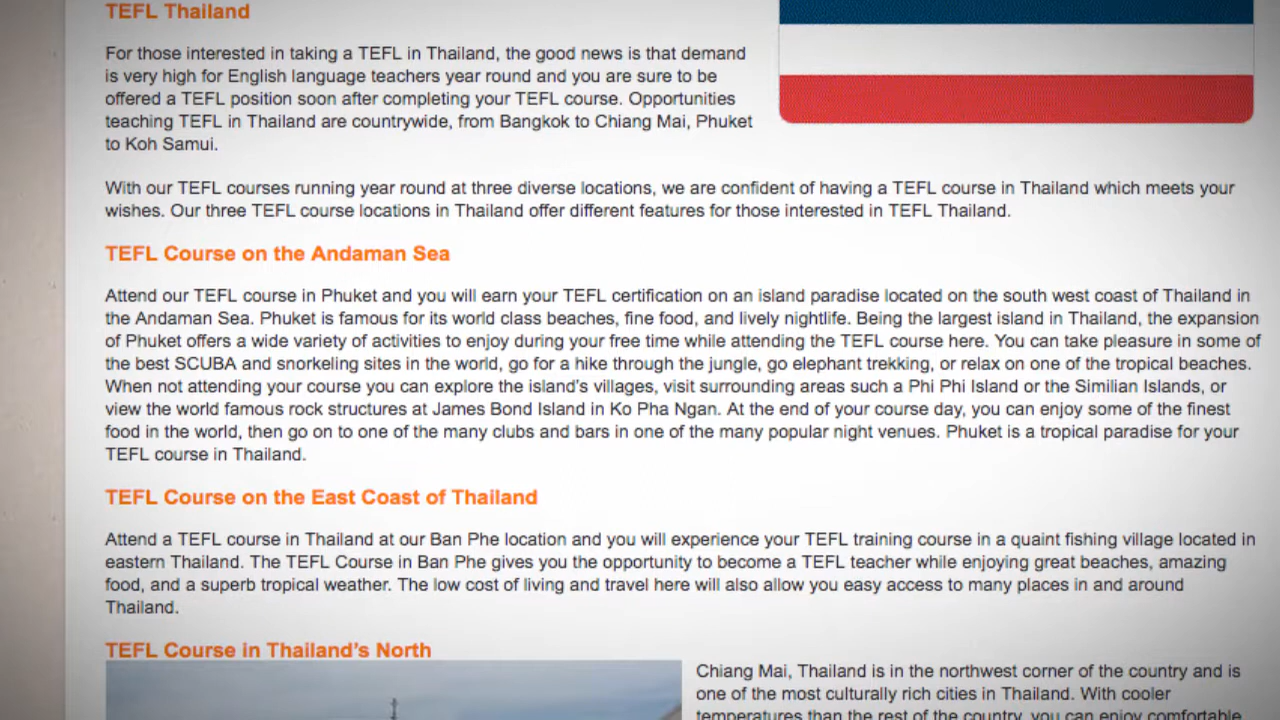 TEFL Thailand
For those interested in taking a TEFL in Thailand, the good news is that demand
is very high for English language teachers year round and you are sure to be
offered a TEFL position soon after completing your TEFL course. Opportunities
teaching TEFL in Thailand are countrywide, from Bangkok to Chiang Mai, Phuket
to Koh Samui.
With our TEFL courses running year round at three diverse locations, we are confident of having a TEFL course in Thailand which meets your
wishes. Our three TEFL course locations in Thailand offer different features for those interested in TEFL Thailand.
TEFL Course on the Andaman Sea
Attend our TEFL course in Phuket and you will earn your TEFL certification on an island paradise located on the south west coast of Thailand in
the Andaman Sea. Phuket is famous for its world class beaches, fine food, and lively nightlife. Being the largest island in Thailand, the expansion
of Phuket offers a wide variety of activities to enjoy during your free time while attending the TEFL course here. You can take pleasure in some of
the best SCUBA and snorkeling sites in the world, go for a hike through the jungle, go elephant trekking, or relax on one of the tropical beaches.
When not attending your course you can explore the island's villages, visit surrounding areas such a Phi Phi Island or the Similian Islands, or
view the world famous rock structures at James Bond Island in Ko Pha Ngan. At the end of your course day, you can enjoy some of the finest
food in the world, then go on to one of the many clubs and bars in one of the many popular night venues. Phuket is a tropical paradise for your
TEFL course in Thailand.
TEFL Course on the East Coast of Thailand
Attend a TEFL course in Thailand at our Ban Phe location and you will experience your TEFL training course in a quaint fishing village located in
eastern Thailand. The TEFL Course in Ban Phe gives you the opportunity to become a TEFL teacher while enjoying great beaches, amazing
food, and a superb tropical weather. The low cost of living and travel here will also allow you easy access to many places in and around
Thailand.
TEFL Course in Thailand's North
Chiang Mai, Thailand is in the northwest corner of the country and is
one of the most culturally rich cities in Thailand. With cooler
temperatures than the rest of the country, you can enjoy comfortable